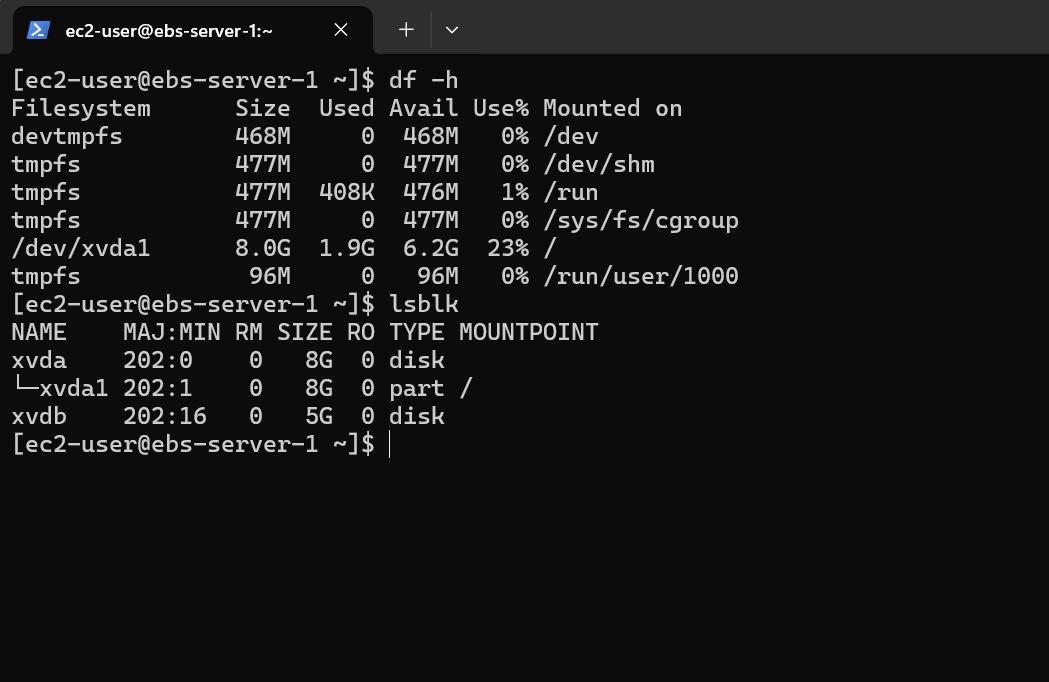 ec2-user@ebs-server-1:~
[ec2-user@ebs-server-1 ~]$ df -h
Filesystem      Size  Used Avail Use% Mounted on
devtmpfs        468M     0  468M   0% /dev
tmpfs           477M     0  477M   0% /dev/shm
tmpfs           477M  408K  476M   1% /run
tmpfs           477M     0  477M   0% /sys/fs/cgroup
/dev/xvda1      8.0G  1.9G  6.2G  23% /
tmpfs            96M     0   96M   0% /run/user/1000
[ec2-user@ebs-server-1 ~]$ lsblk
NAME    MAJ:MIN RM SIZE RO TYPE MOUNTPOINT
xvda    202:0    0   8G  0 disk
└─xvda1 202:1    0   8G  0 part /
xvdb    202:16   0   5G  0 disk
[ec2-user@ebs-server-1 ~]$